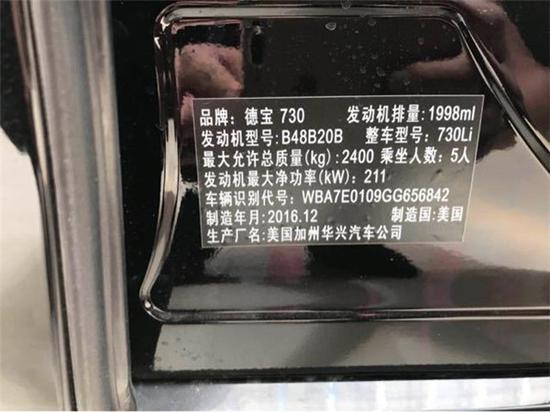 品牌: 德宝 730 发动机排量:1998ml
发动机型号:B48B20B 整车型号:730Li
最大允许总质量(kg):2400 乘坐人数:5人
发动机最大净功率(kW): 211
车辆识别代号: WBA7E0109GG656842
制造年月:2016.12 制造国:美国
生产厂名:美国加州华兴汽车公司